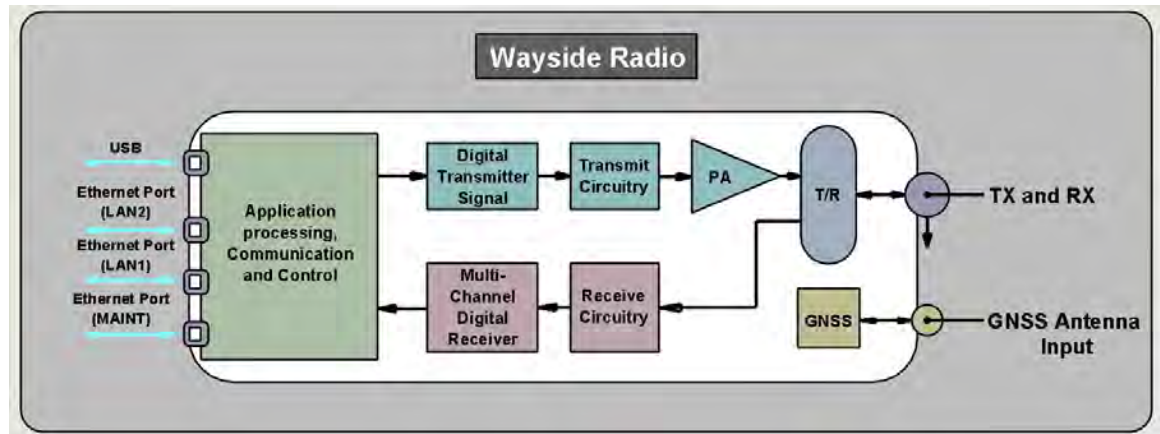 Wayside Radio
USB
Ethernet Port
(LAN2)
Ethernet Port
(LAN1)
Ethernet Port
(MAINT)
Application
processing,
Communication
and Control
Digital
Transmitter
Signal
Transmit
Circuitry
PA
T/R
TX and RX
Multi-
Channel
Digital
Receiver
Receive
Circuitry
GNSS
GNSS Antenna
Input